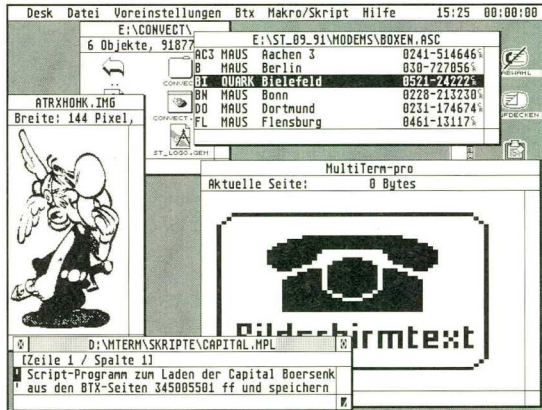 Desk Datei Voreinstellungen Btx Makro/Skript Hilfe 15:25 00:00:00
E:\CONVECT\
6 Objekte, 91877
CONVEC
CONVECT.
ST_LOGO.GEM
E:\ST_09_91\MODEMS\BOXEN.ASC
AC3 MAUS Aachen 3 0241-514646
B MAUS Berlin 030-727056
BI QUARK Bielefeld 0521-24222
BN MAUS Bonn 0228-213230
DO MAUS Dortmund 0231-174674
FL MAUS Flensburg 0461-13117
ATRXHOHK.IMG
Breite: 144 Pixel,
MultiTerm-pro
Aktuelle Seite: 0 Bytes
Bildschirmtext
D:\MTERM\SKRIPTE\CAPITAL.MPL
[Zeile 1 / Spalte 1]
' Script-Programm zum Laden der Capital Boersenk
' aus den BTX-Seiten 345005501 ff und speichern